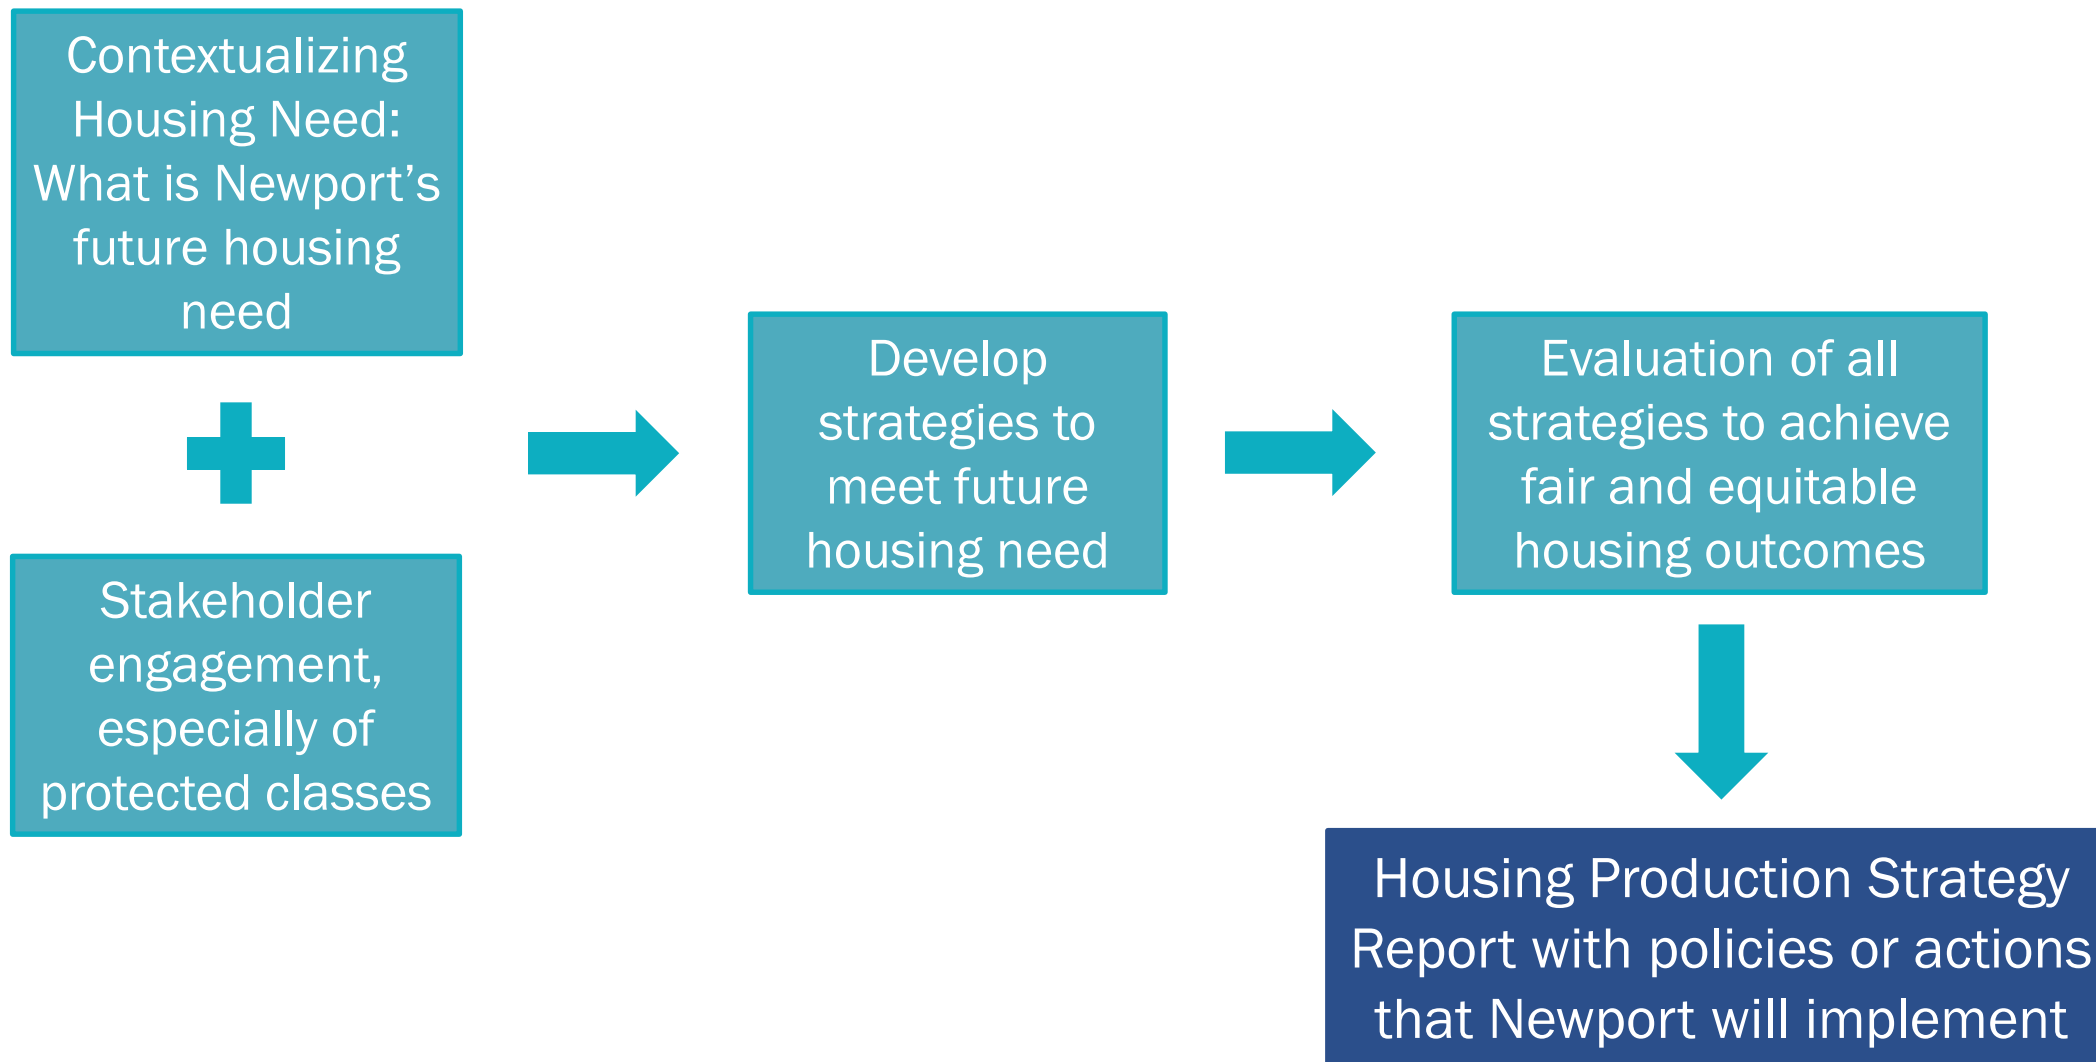 Contextualizing
Housing Need:
What is Newport’s
future housing
need
Stakeholder
engagement,
especially of
protected classes
Develop
strategies to
meet future
housing need
Evaluation of all
strategies to achieve
fair and equitable
housing outcomes
Housing Production Strategy
Report with policies or actions
that Newport will implement